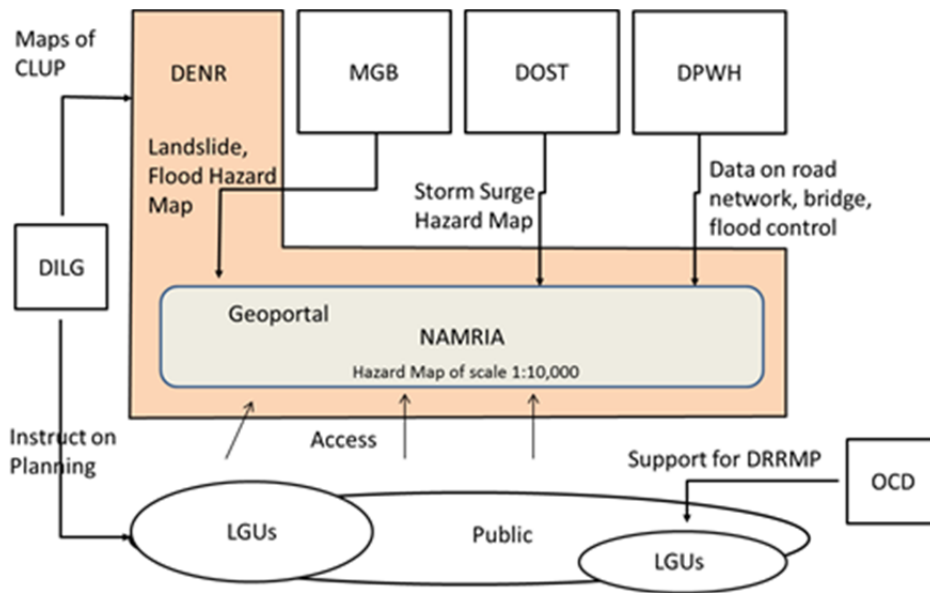 Maps of
CLUP
DENR
MGB
DOST
DPWH
Landslide,
Flood Hazard
Map
Storm Surge
Hazard Map
Data on road
network, bridge,
flood control
DILG
Geoportal
NAMRIA
Hazard Map of scale 1:10,000
Instruct on
Planning
Access
Support for DRRMP
OCD
LGUs
Public
LGUs